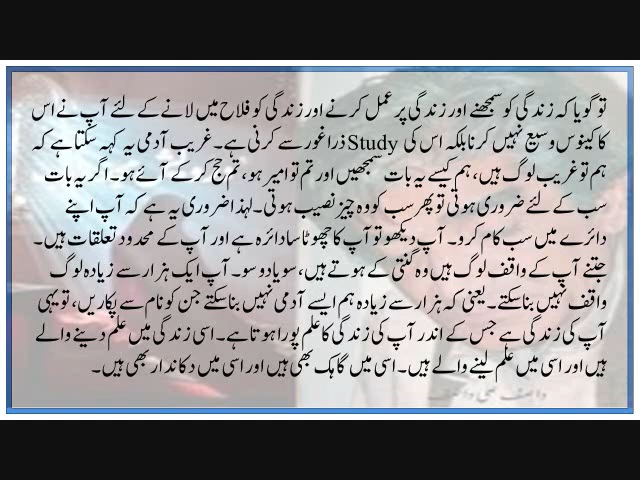 تو گویا کہ زندگی کو سمجھنے اور زندگی پر عمل کرنے اور زندگی کو فلاح میں لانے کے لئے آپ نے اس
کا کینوس وسیع نہیں کرنا بلکہ اس کی Study ذرا غور سے کرنی ہے۔ غریب آدمی یہ کہہ سکتا ہے کہ
ہم تو غریب لوگ ہیں، ہم کیسے یہ بات سمجھیں اور تم تو امیر ہو، تم حج کر کے آئے ہو۔ اگر یہ بات
سب کے لئے ضروری ہوتی تو پھر سب کو وہ چیز نصیب ہوتی۔ لہذا ضروری یہ ہے کہ آپ اپنے
دائرے میں سب کام کرو۔ آپ دیکھو تو آپ کا چھوٹا سا دائرہ ہے اور آپ کے محدود تعلقات ہیں۔
جتنے آپ کے واقف لوگ ہیں وہ گنتی کے ہوتے ہیں، سو یا دو سو۔ آپ ایک ہزار سے زیادہ لوگ
واقف نہیں بنا سکتے۔ یعنی کہ ہزار سے زیادہ ہم ایسے آدمی نہیں بنا سکتے جن کو نام سے پکاریں، تو یہی
آپ کی زندگی ہے جس کے اندر آپ کی زندگی کا علم پورا ہوتا ہے۔ اسی زندگی میں علم دینے والے
ہیں اور اسی میں علم لینے والے ہیں۔ اسی میں گاہک بھی ہیں اور اسی میں دکاندار بھی ہیں۔
واصف علی واصف